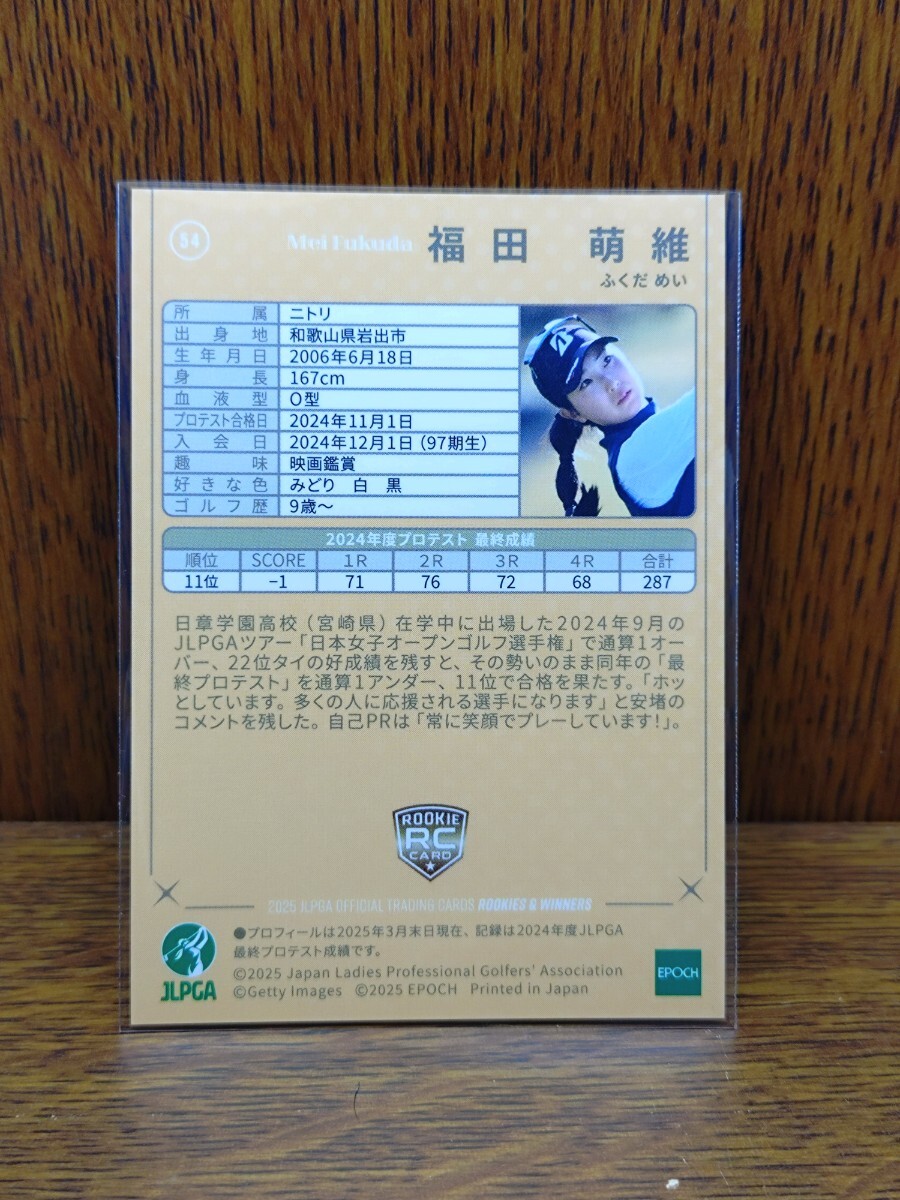 54 Mei Fukuda 福田 萌維
ふくだ めい
所属 ニトリ
出身地 和歌山県岩出市
生年月日 2006年6月18日
身長 167cm
血液型 O型
プロテスト合格日 2024年11月1日
入会日 2024年12月1日（97期生）
趣味 映画鑑賞
好きな色 みどり 白 黒
ゴルフ歴 9歳〜
2024年度プロテスト 最終成績
順位 SCORE 1R 2R 3R 4R 合計
11位 −1 71 76 72 68 287
日章学園高校（宮崎県）在学中に出場した2024年9月の
JLPGAツアー「日本女子オープンゴルフ選手権」で通算1オー
バー、22位タイの好成績を残すと、その勢いのまま同年の「最
終プロテスト」を通算1アンダー、11位で合格を果たす。「ホッ
としています。多くの人に応援される選手になります」と安堵の
コメントを残した。自己PRは「常に笑顔でプレーしています！」。
ROOKIE
RC
CARD
2025 JLPGA OFFICIAL TRADING CARDS ROOKIES & WINNERS
●プロフィールは2025年3月末日現在、記録は2024年度JLPGA
最終プロテスト成績です。
©2025 Japan Ladies Professional Golfers' Association
©Getty Images ©2025 EPOCH Printed in Japan
JLPGA
EPOCH